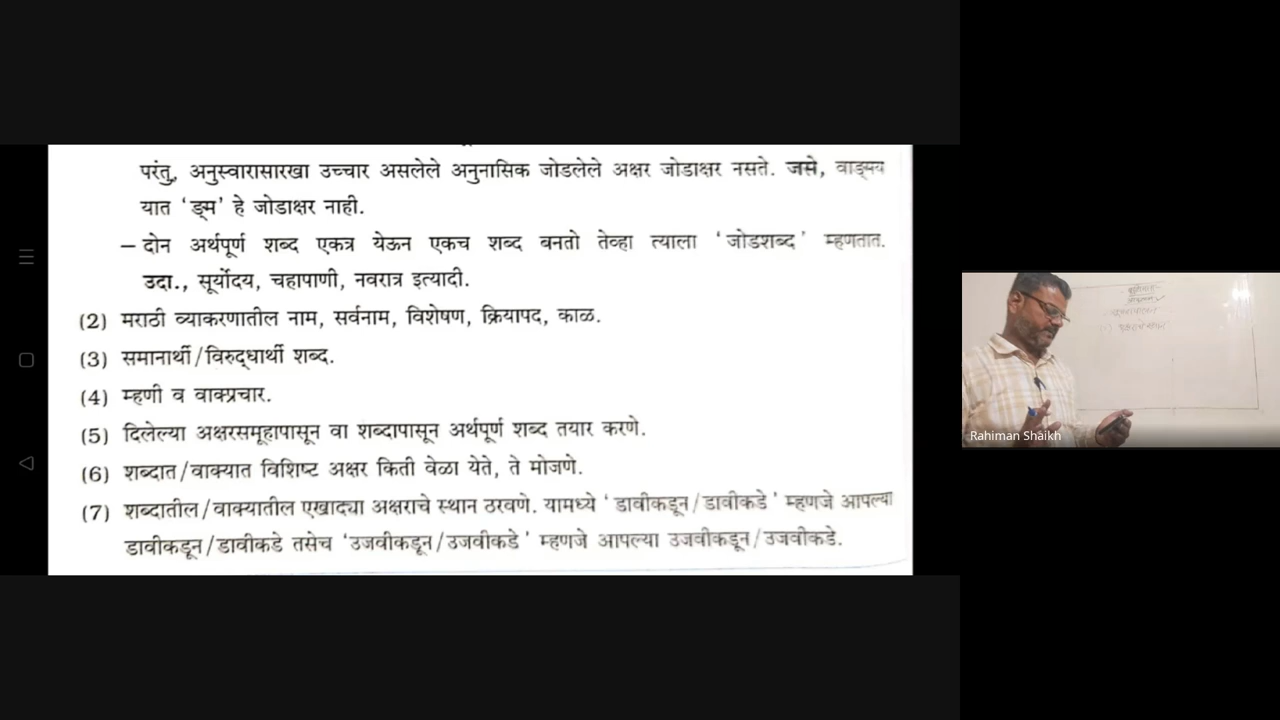 परंतु, अनुस्वारासारखा उच्चार असलेले अनुनासिक जोडलेले अक्षर जोडाक्षर नसते. जसे, वाङ्मय
यात ‘ङ्म’ हे जोडाक्षर नाही.
– दोन अर्थपूर्ण शब्द एकत्र येऊन एकच शब्द बनतो तेव्हा त्याला ‘जोडशब्द’ म्हणतात.
उदा., सूर्योदय, चहापाणी, नवरात्र इत्यादी.
(2) मराठी व्याकरणातील नाम, सर्वनाम, विशेषण, क्रियापद, काळ.
(3) समानार्थी/विरुद्धार्थी शब्द.
(4) म्हणी व वाक्प्रचार.
(5) दिलेल्या अक्षरसमूहापासून वा शब्दापासून अर्थपूर्ण शब्द तयार करणे.
(6) शब्दात/वाक्यात विशिष्ट अक्षर किती वेळा येते, ते मोजणे.
(7) शब्दातील/वाक्यातील एखाद्या अक्षराचे स्थान ठरवणे. यामध्ये ‘डावीकडून/डावीकडे’ म्हणजे आपल्या
डावीकडून/डावीकडे तसेच ‘उजवीकडून/उजवीकडे’ म्हणजे आपल्या उजवीकडून/उजवीकडे.
Rahiman Shaikh